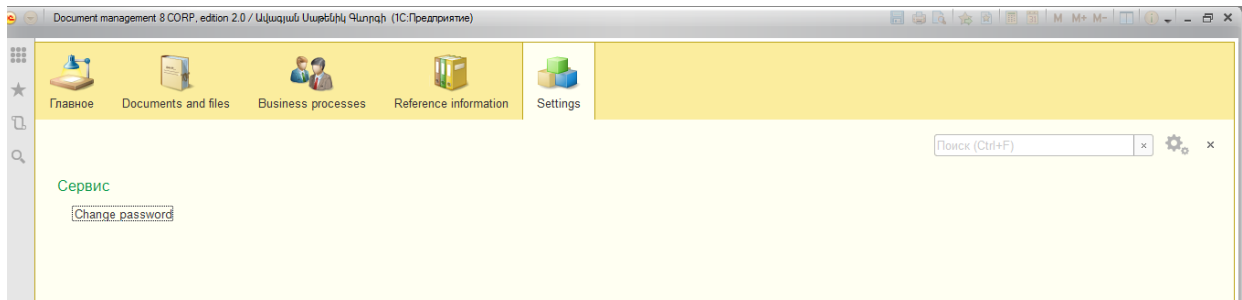 Document management 8 CORP, edition 2.0 / Ավագյան Սաթենիկ Գևորգի (1С:Предприятие)
M M+ M-
Главное Documents and files Business processes Reference information Settings
Поиск (Ctrl+F)
Сервис
Change password